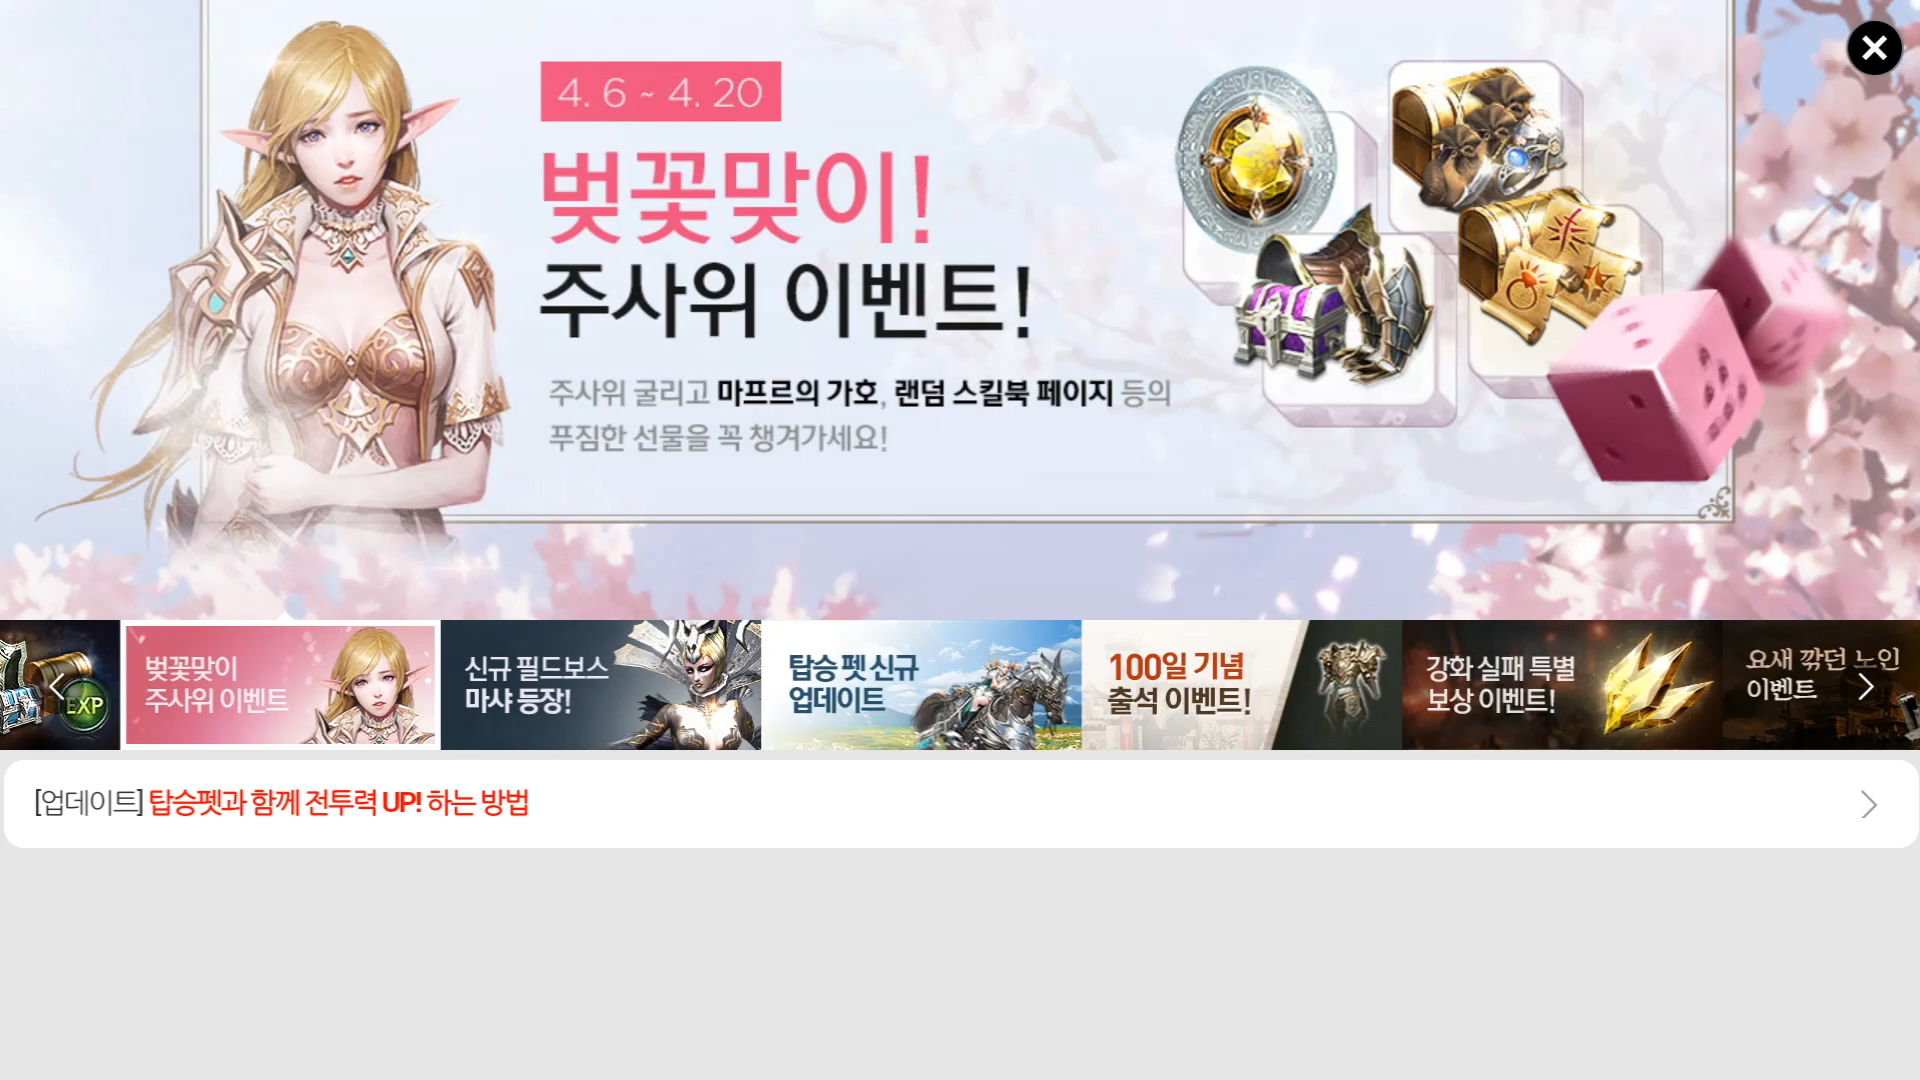 4. 6 ~ 4. 20
벚꽃맞이!
주사위 이벤트!
주사위 굴리고 마프르의 가호, 랜덤 스킬북 페이지 등의
푸짐한 선물을 꼭 챙겨가세요!
EXP
벚꽃맞이
주사위 이벤트
신규 필드보스
마샤 등장!
탑승 펫 신규
업데이트
100일 기념
출석 이벤트!
강화 실패 특별
보상 이벤트!
요새 깎던 노인
이벤트
[업데이트] 탑승펫과 함께 전투력 UP! 하는 방법